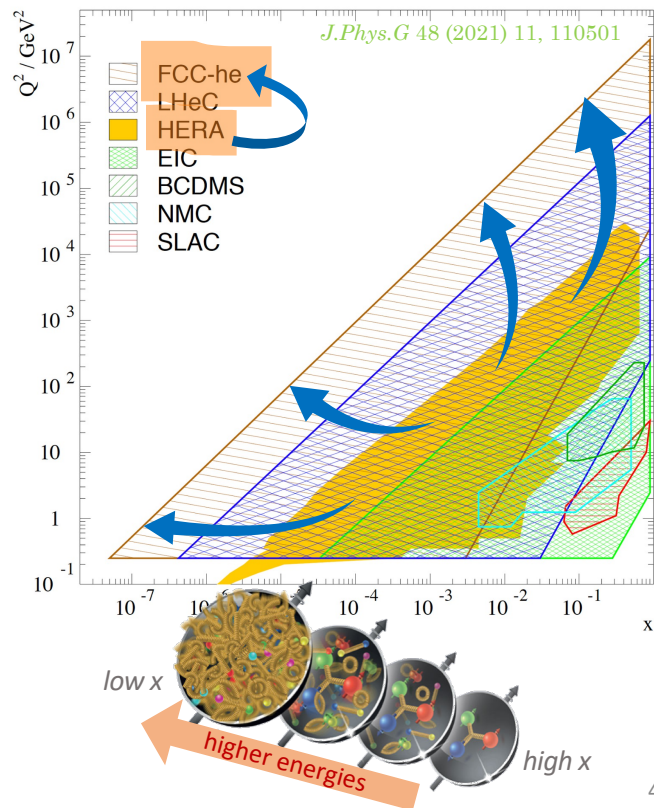 J.Phys.G 48 (2021) 11, 110501
Q² / GeV²
10⁷
10⁶
10⁵
10⁴
10³
10²
10
1
10⁻¹
FCC-he
LHeC
HERA
EIC
BCDMS
NMC
SLAC
10⁻⁷ 10⁻⁶ 10⁻⁴ 10⁻³ 10⁻² 10⁻¹ x
low x
higher energies
high x